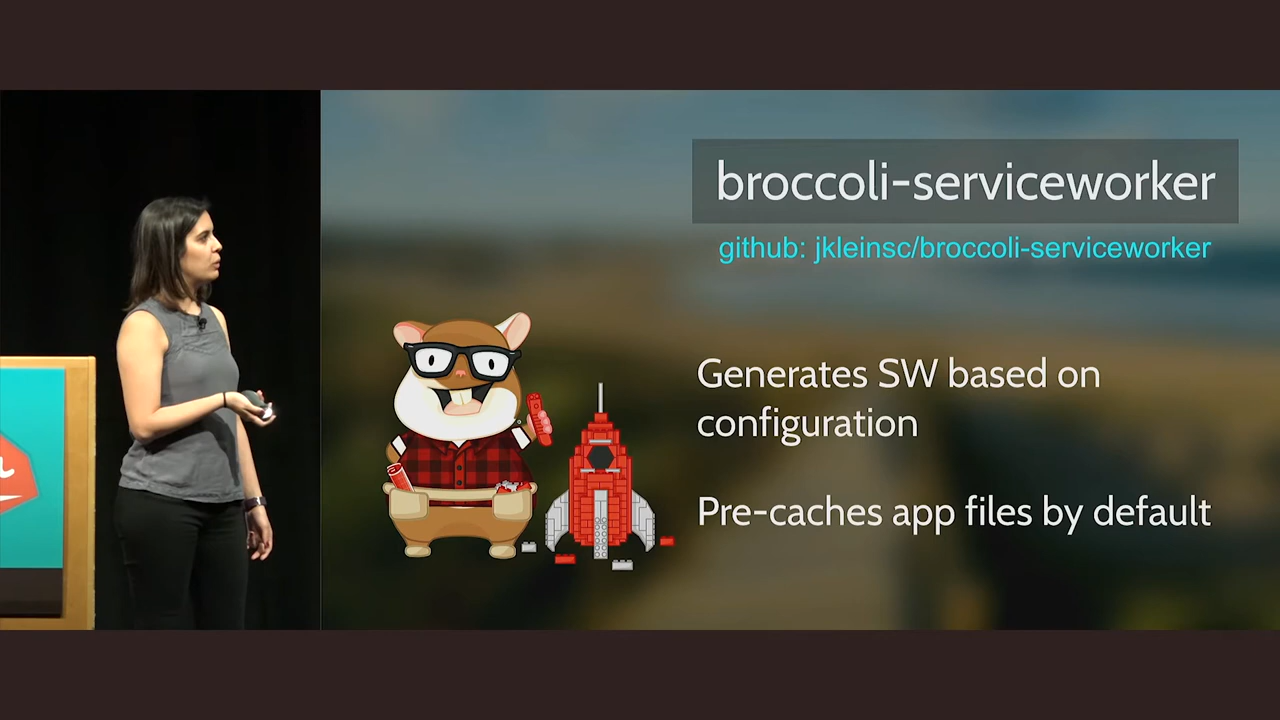 broccoli-serviceworker
github: jkleinsc/broccoli-serviceworker
Generates SW based on
configuration
Pre-caches app files by default